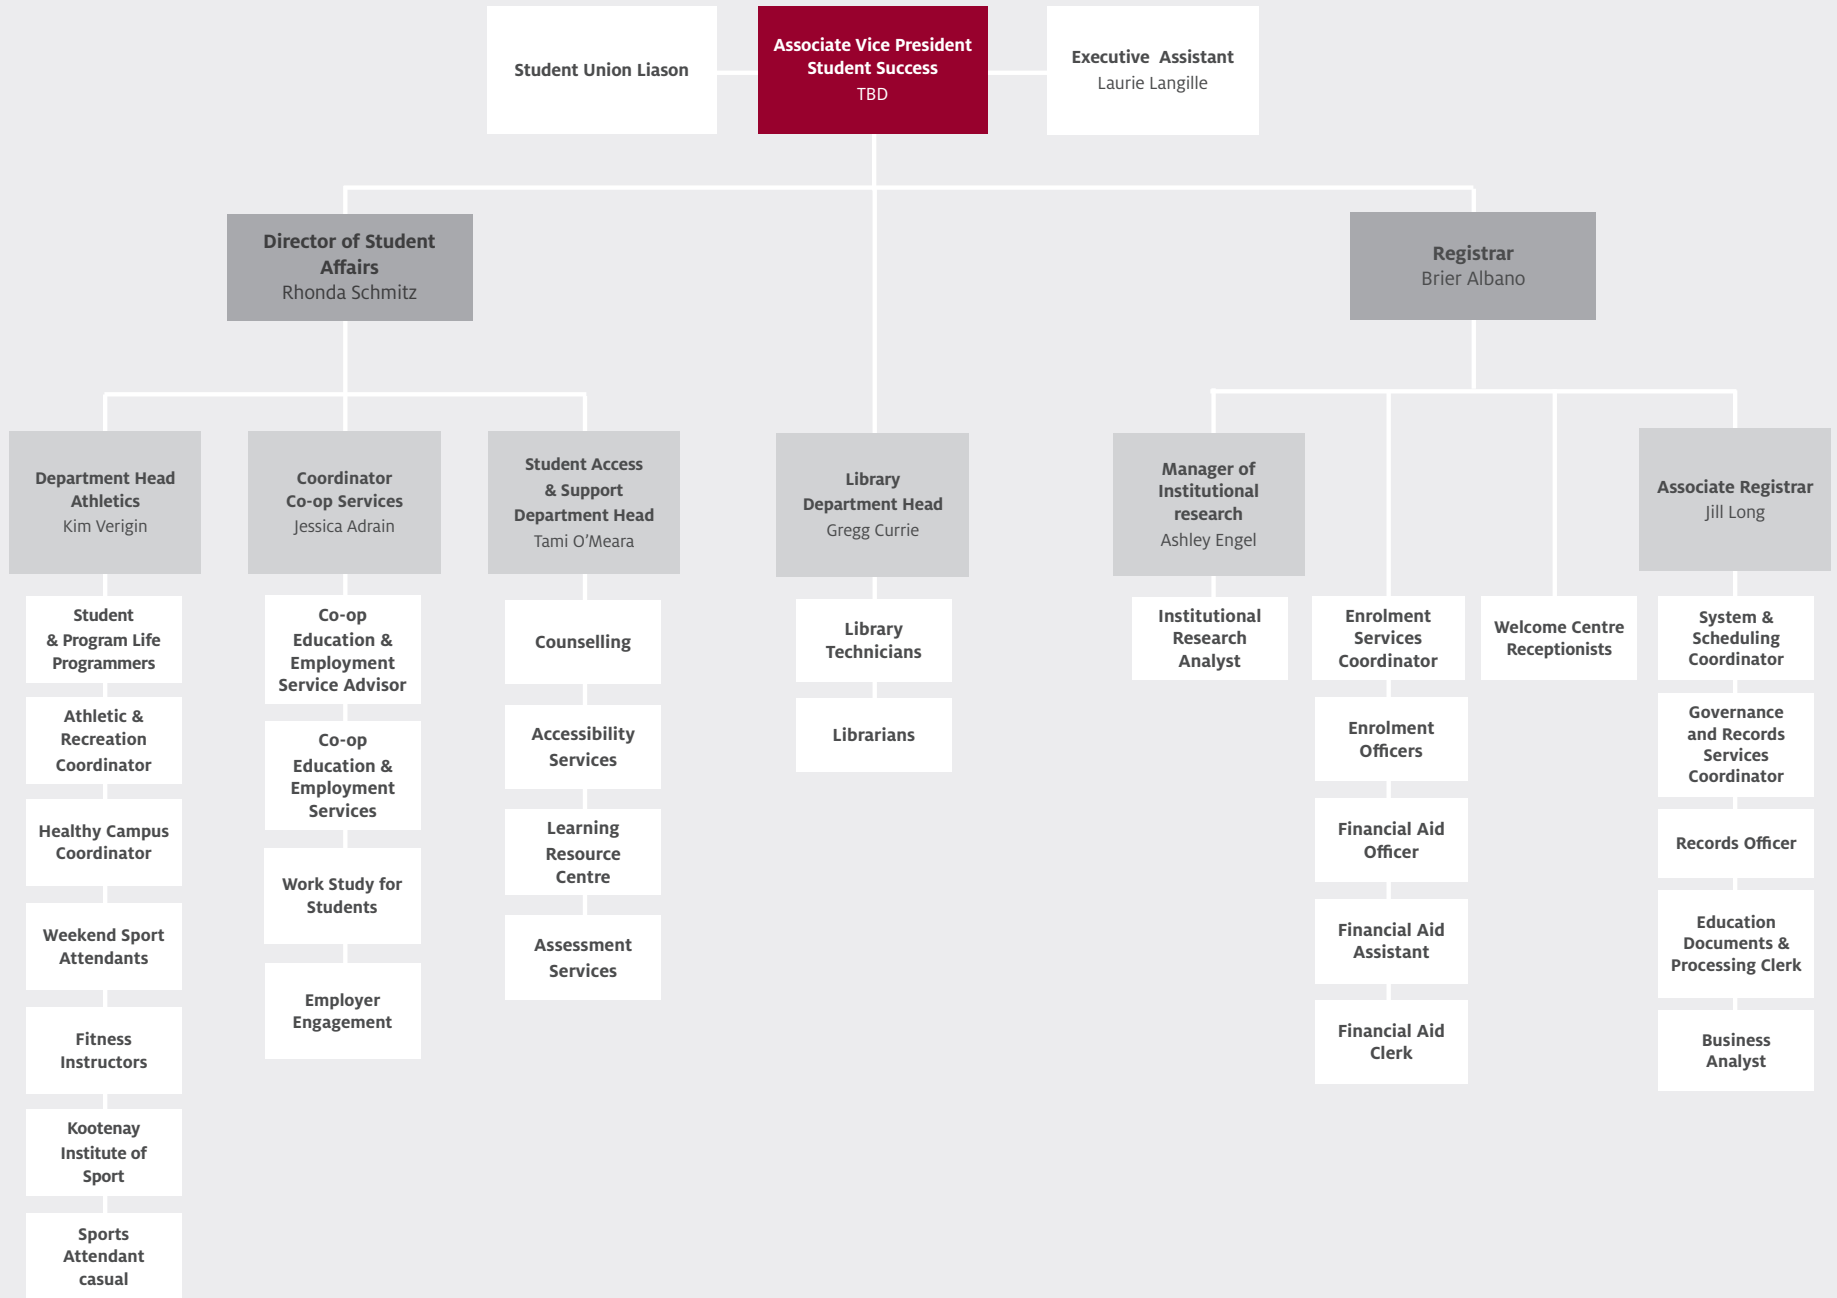 Student Union Liason
Associate Vice President
Student Success
TBD
Executive Assistant
Laurie Langille
Director of Student
Affairs
Rhonda Schmitz
Registrar
Brier Albano
Department Head
Athletics
Kim Verigin
Coordinator
Co-op Services
Jessica Adrain
Student Access
& Support
Department Head
Tami O’Meara
Library
Department Head
Gregg Currie
Manager of
Institutional
research
Ashley Engel
Associate Registrar
Jill Long
Student
& Program Life
Programmers
Athletic &
Recreation
Coordinator
Healthy Campus
Coordinator
Weekend Sport
Attendants
Fitness
Instructors
Kootenay
Institute of
Sport
Sports
Attendant
casual
Co-op
Education &
Employment
Service Advisor
Co-op
Education &
Employment
Services
Work Study for
Students
Employer
Engagement
Counselling
Accessibility
Services
Learning
Resource
Centre
Assessment
Services
Library
Technicians
Librarians
Institutional
Research
Analyst
Enrolment
Services
Coordinator
Enrolment
Officers
Financial Aid
Officer
Financial Aid
Assistant
Financial Aid
Clerk
Welcome Centre
Receptionists
System &
Scheduling
Coordinator
Governance
and Records
Services
Coordinator
Records Officer
Education
Documents &
Processing Clerk
Business
Analyst